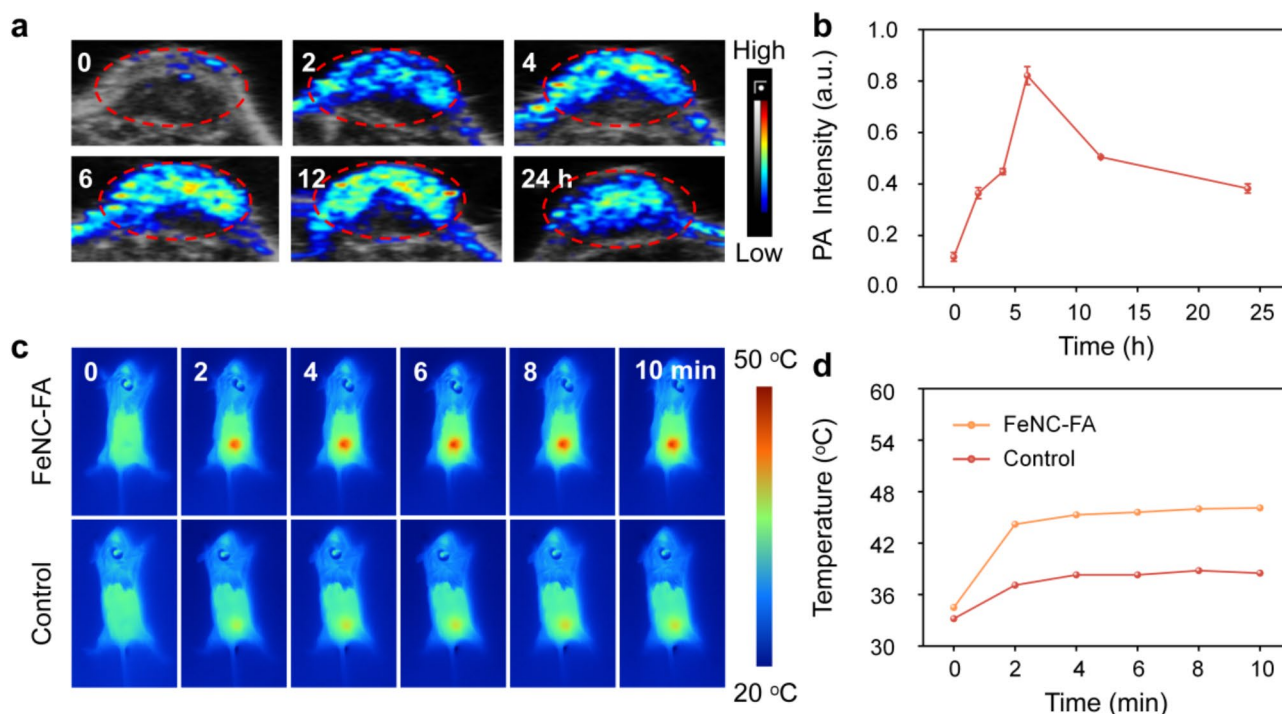 a
0
2
4
6
12
24 h
High
Low
b
PA Intensity (a.u.)
1.0
0.8
0.6
0.4
0.2
0.0
0 5 10 15 20 25
Time (h)
c
FeNC-FA
0 2 4 6 8 10 min
Control
50 °C
20 °C
d
Temperature (°C)
60
54
48
42
36
30
FeNC-FA
Control
0 2 4 6 8 10
Time (min)